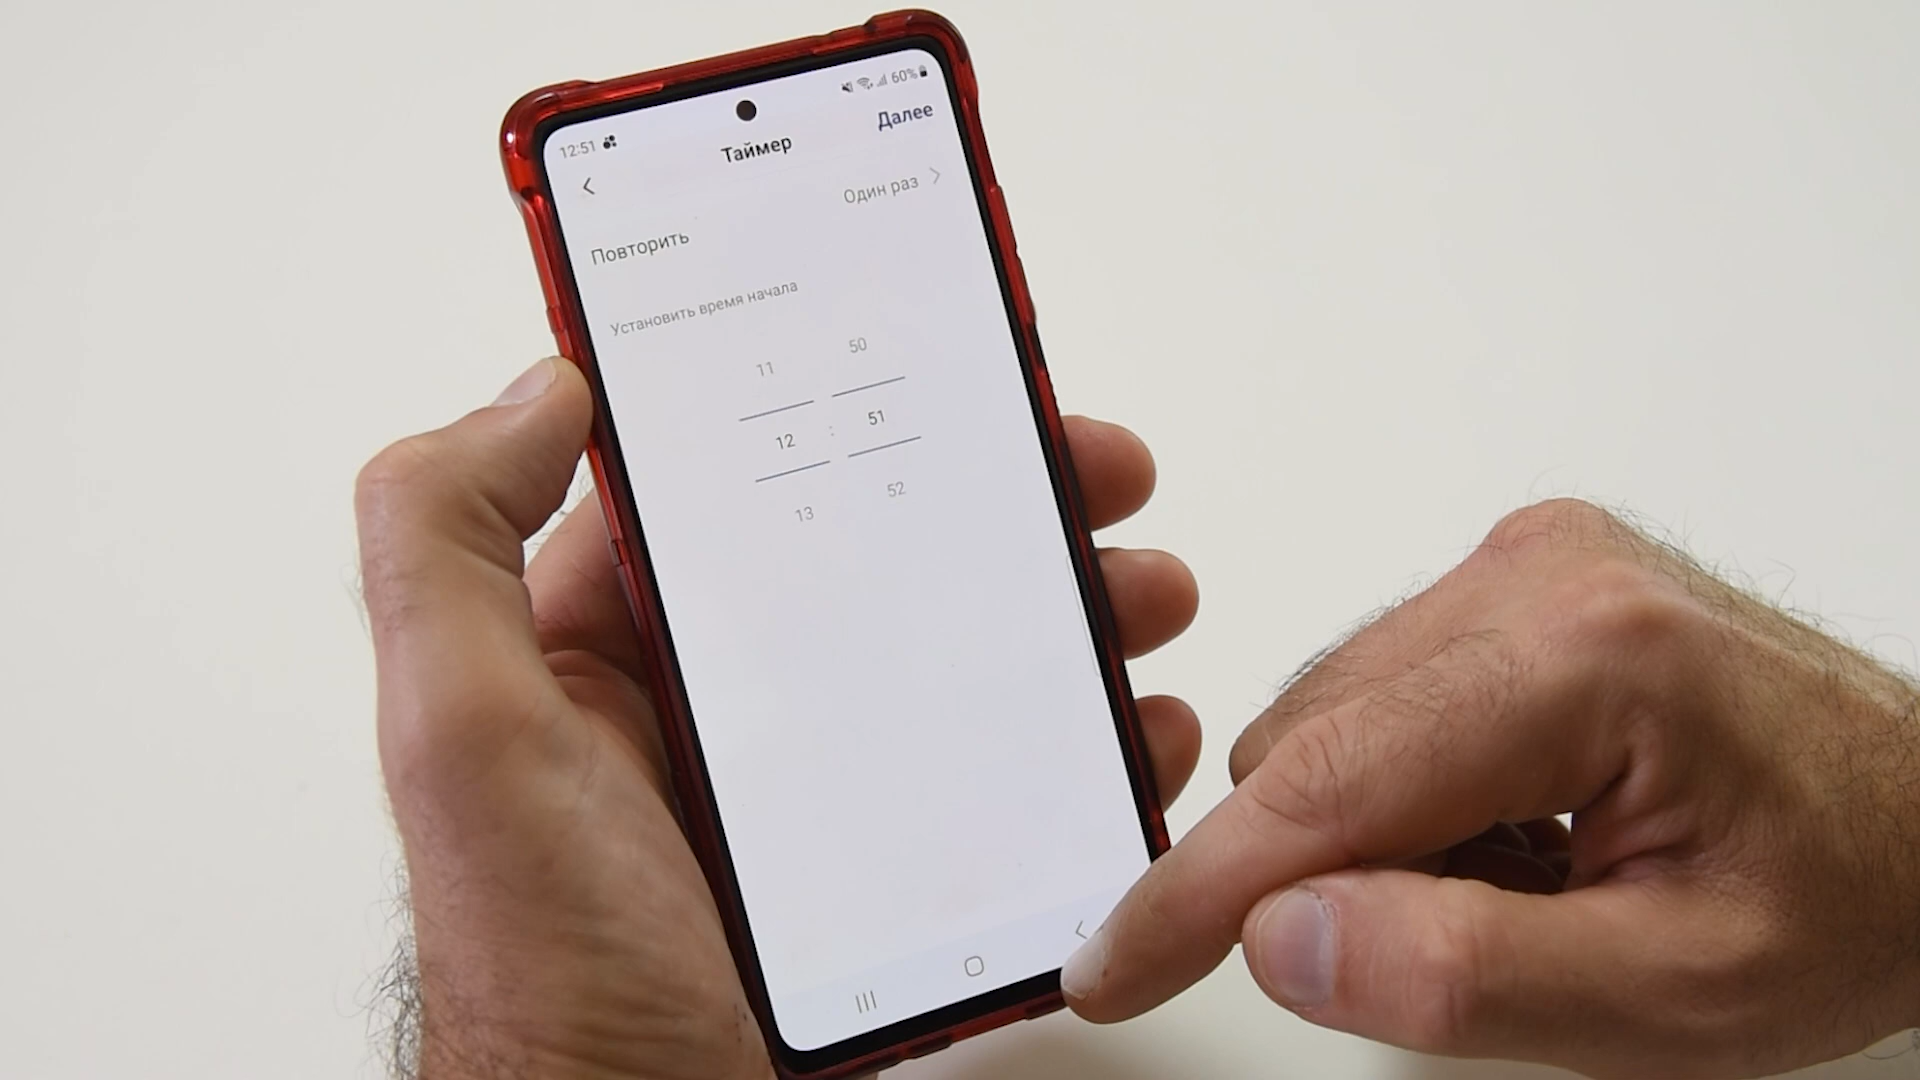 12:51 60%
Далее
Таймер
Один раз
Повторить
Установить время начала
11 50
12 : 51
13 52